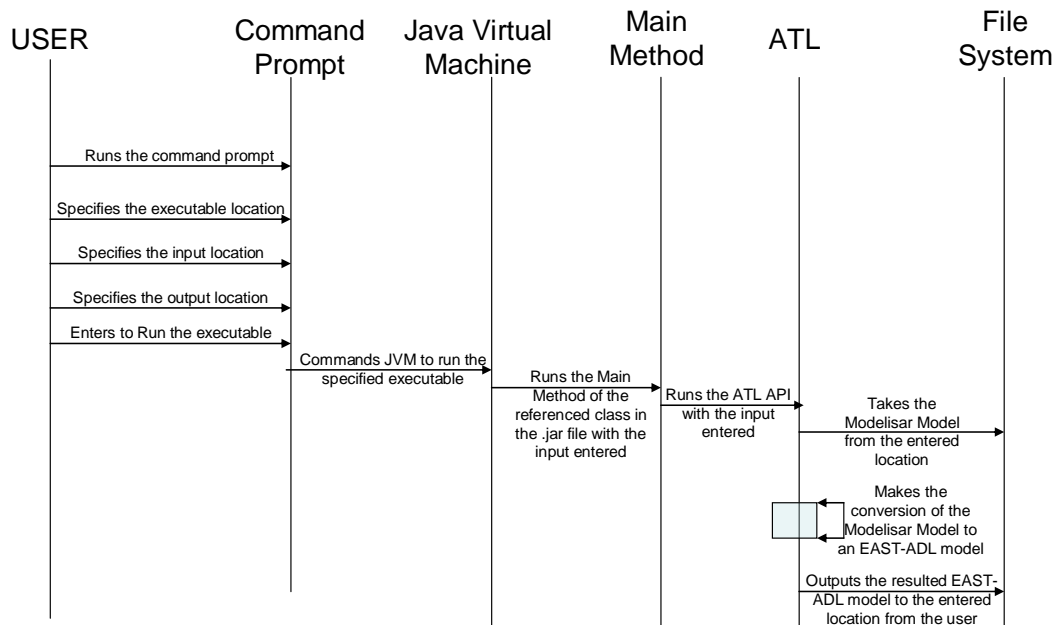 USER
Command
Prompt
Java Virtual
Machine
Main
Method
ATL
File
System
Runs the command prompt
Specifies the executable location
Specifies the input location
Specifies the output location
Enters to Run the executable
Commands JVM to run the
specified executable
Runs the Main
Method of the
referenced class in
the .jar file with the
input entered
Runs the ATL API
with the input
entered
Takes the
Modelisar Model
from the entered
location
Makes the
conversion of the
Modelisar Model to
an EAST-ADL model
Outputs the resulted EAST-
ADL model to the entered
location from the user